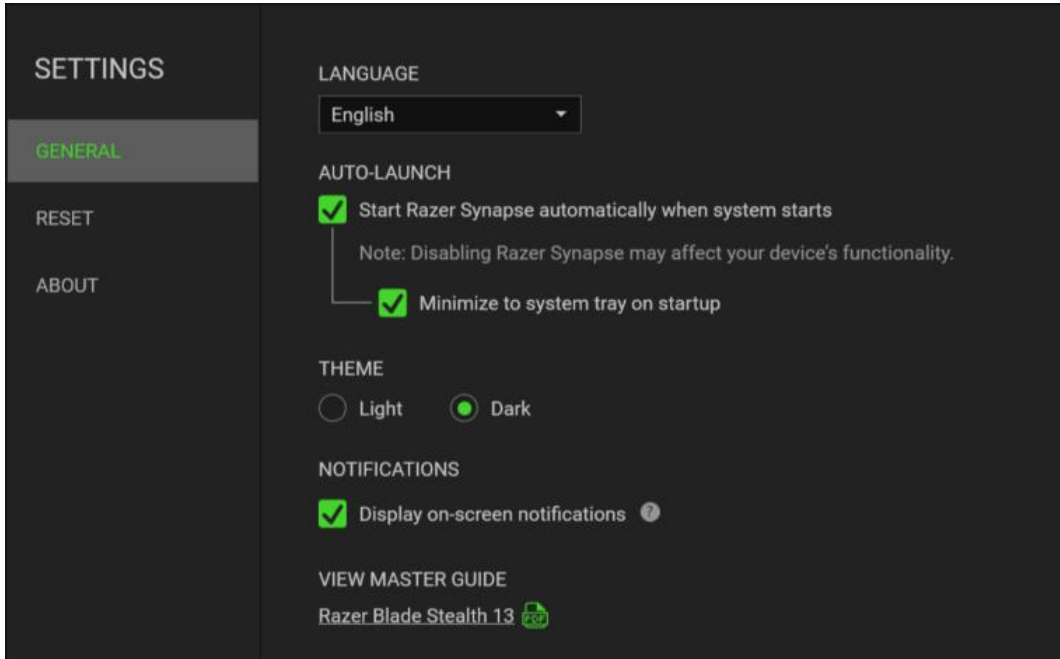 SETTINGS
GENERAL
RESET
ABOUT
LANGUAGE
English
AUTO-LAUNCH
Start Razer Synapse automatically when system starts
Note: Disabling Razer Synapse may affect your device's functionality.
Minimize to system tray on startup
THEME
Light Dark
NOTIFICATIONS
Display on-screen notifications ?
VIEW MASTER GUIDE
Razer Blade Stealth 13 PDF